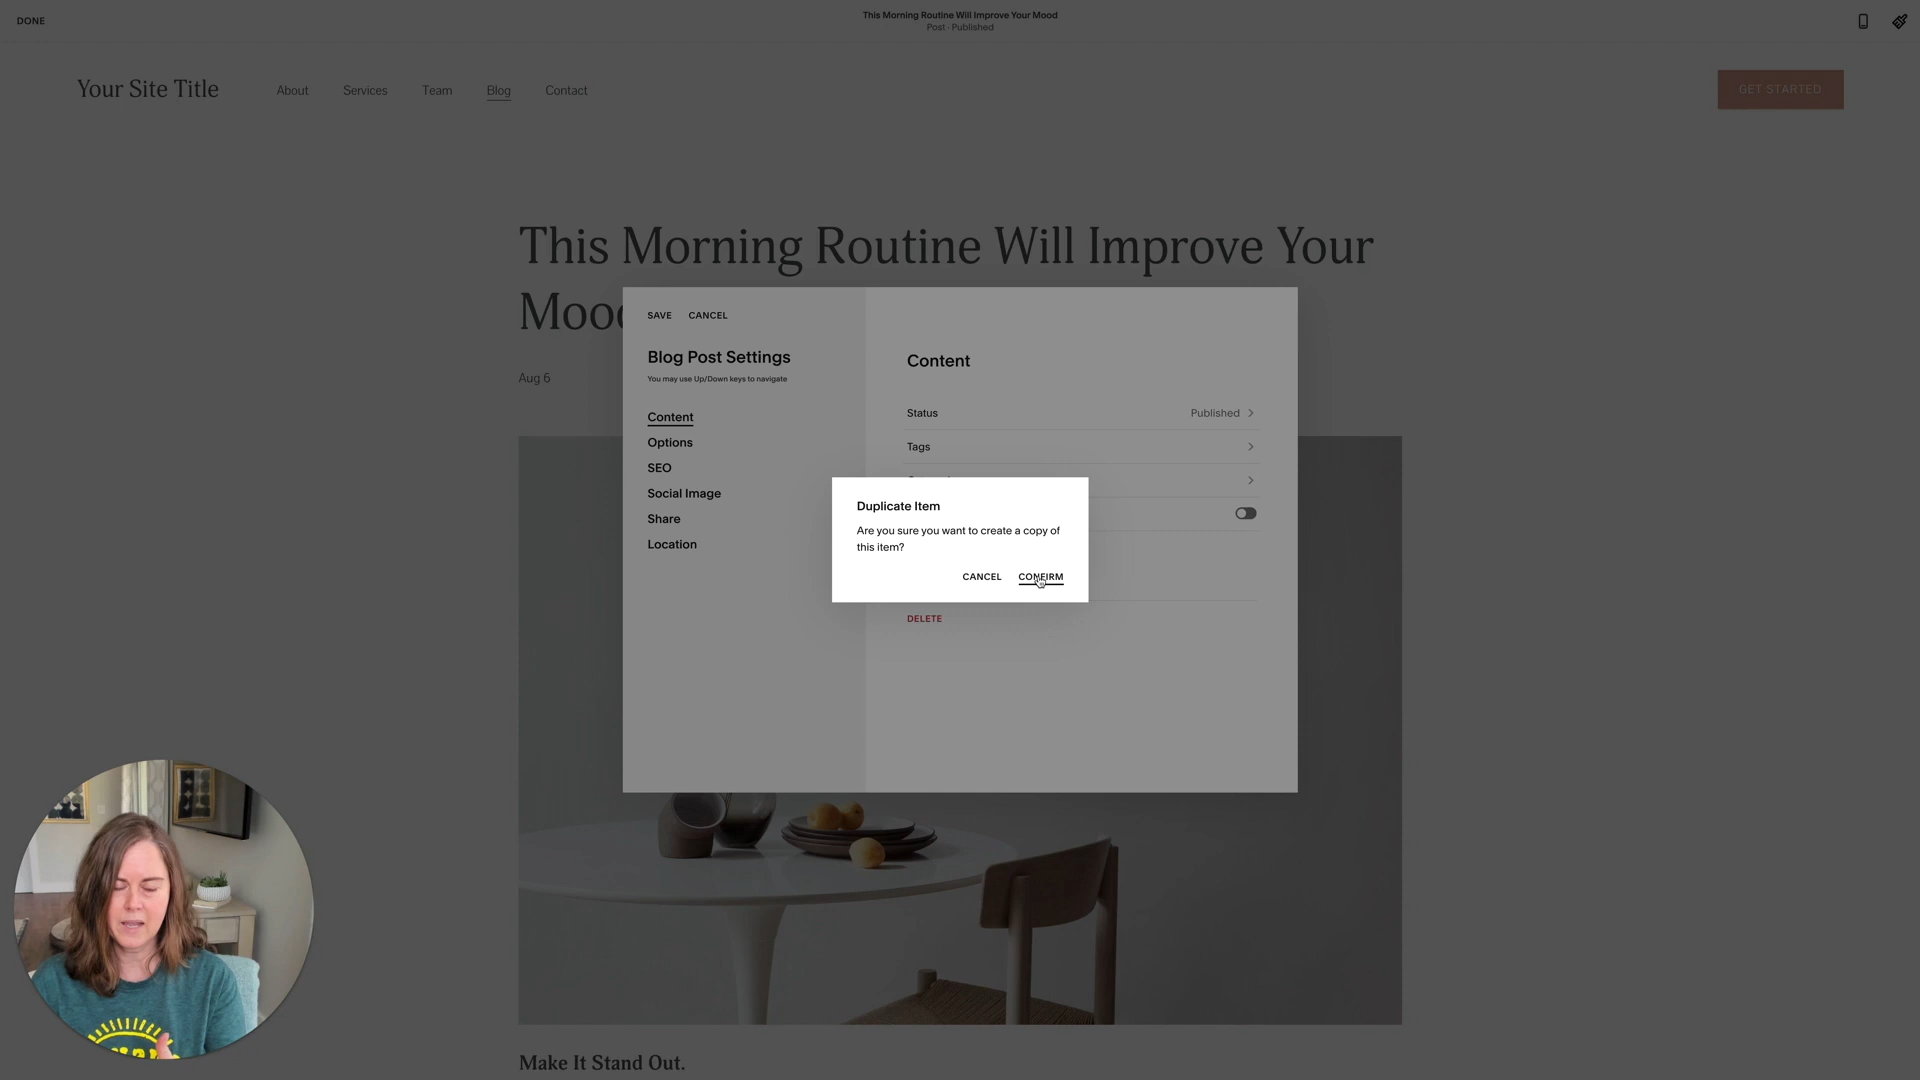 DONE
This Morning Routine Will Improve Your Mood
Post · Published
Your Site Title
About
Services
Team
Blog
Contact
GET STARTED
This Morning Routine Will Improve Your
Mood
Aug 6
SAVE
CANCEL
Blog Post Settings
You may use Up/Down keys to navigate
Content
Options
SEO
Social Image
Share
Location
Content
Status
Published
Tags
Duplicate Item
Are you sure you want to create a copy of
this item?
CANCEL
CONFIRM
DELETE
Make It Stand Out.